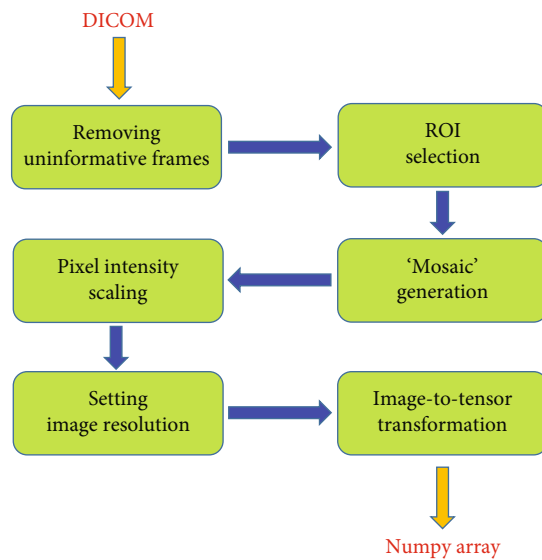 DICOM
Removing
uninformative frames
ROI
selection
'Mosaic'
generation
Pixel intensity
scaling
Setting
image resolution
Image-to-tensor
transformation
Numpy array